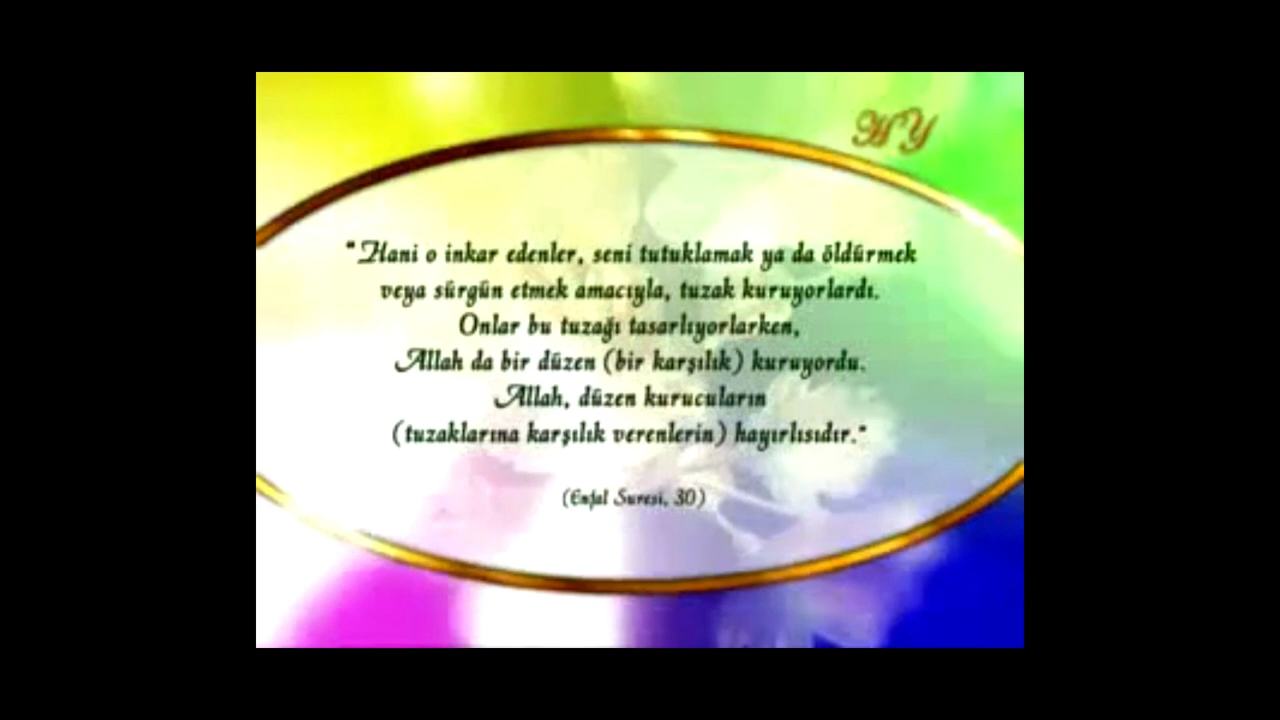 HY
"Hani o inkar edenler, seni tutuklamak ya da öldürmek
veya sürgün etmek amacıyla, tuzak kuruyorlardı.
Onlar bu tuzağı tasarlıyorlarken,
Allah da bir düzen (bir karşılık) kuruyordu.
Allah, düzen kurucuların
(tuzaklarına karşılık verenlerin) hayırlısıdır."
(Enfal Suresi, 30)